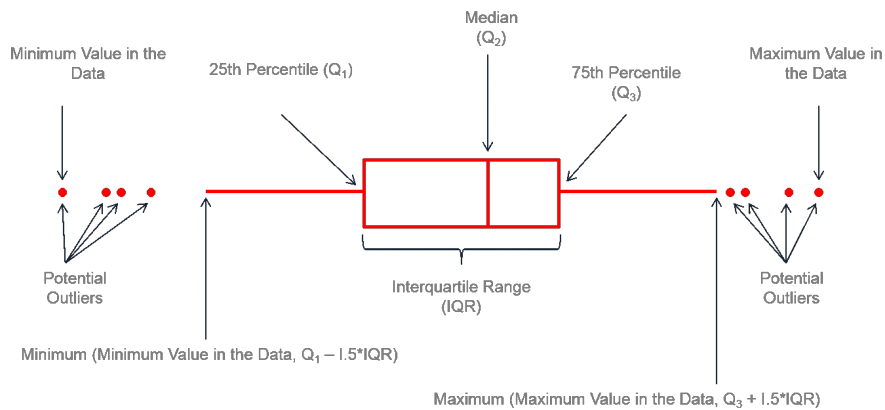 Median
(Q2)
Minimum Value in the
Data
25th Percentile (Q1)
75th Percentile
(Q3)
Maximum Value in
the Data
Potential
Outliers
Interquartile Range
(IQR)
Potential
Outliers
Minimum (Minimum Value in the Data, Q1 – I.5*IQR)
Maximum (Maximum Value in the Data, Q3 + I.5*IQR)